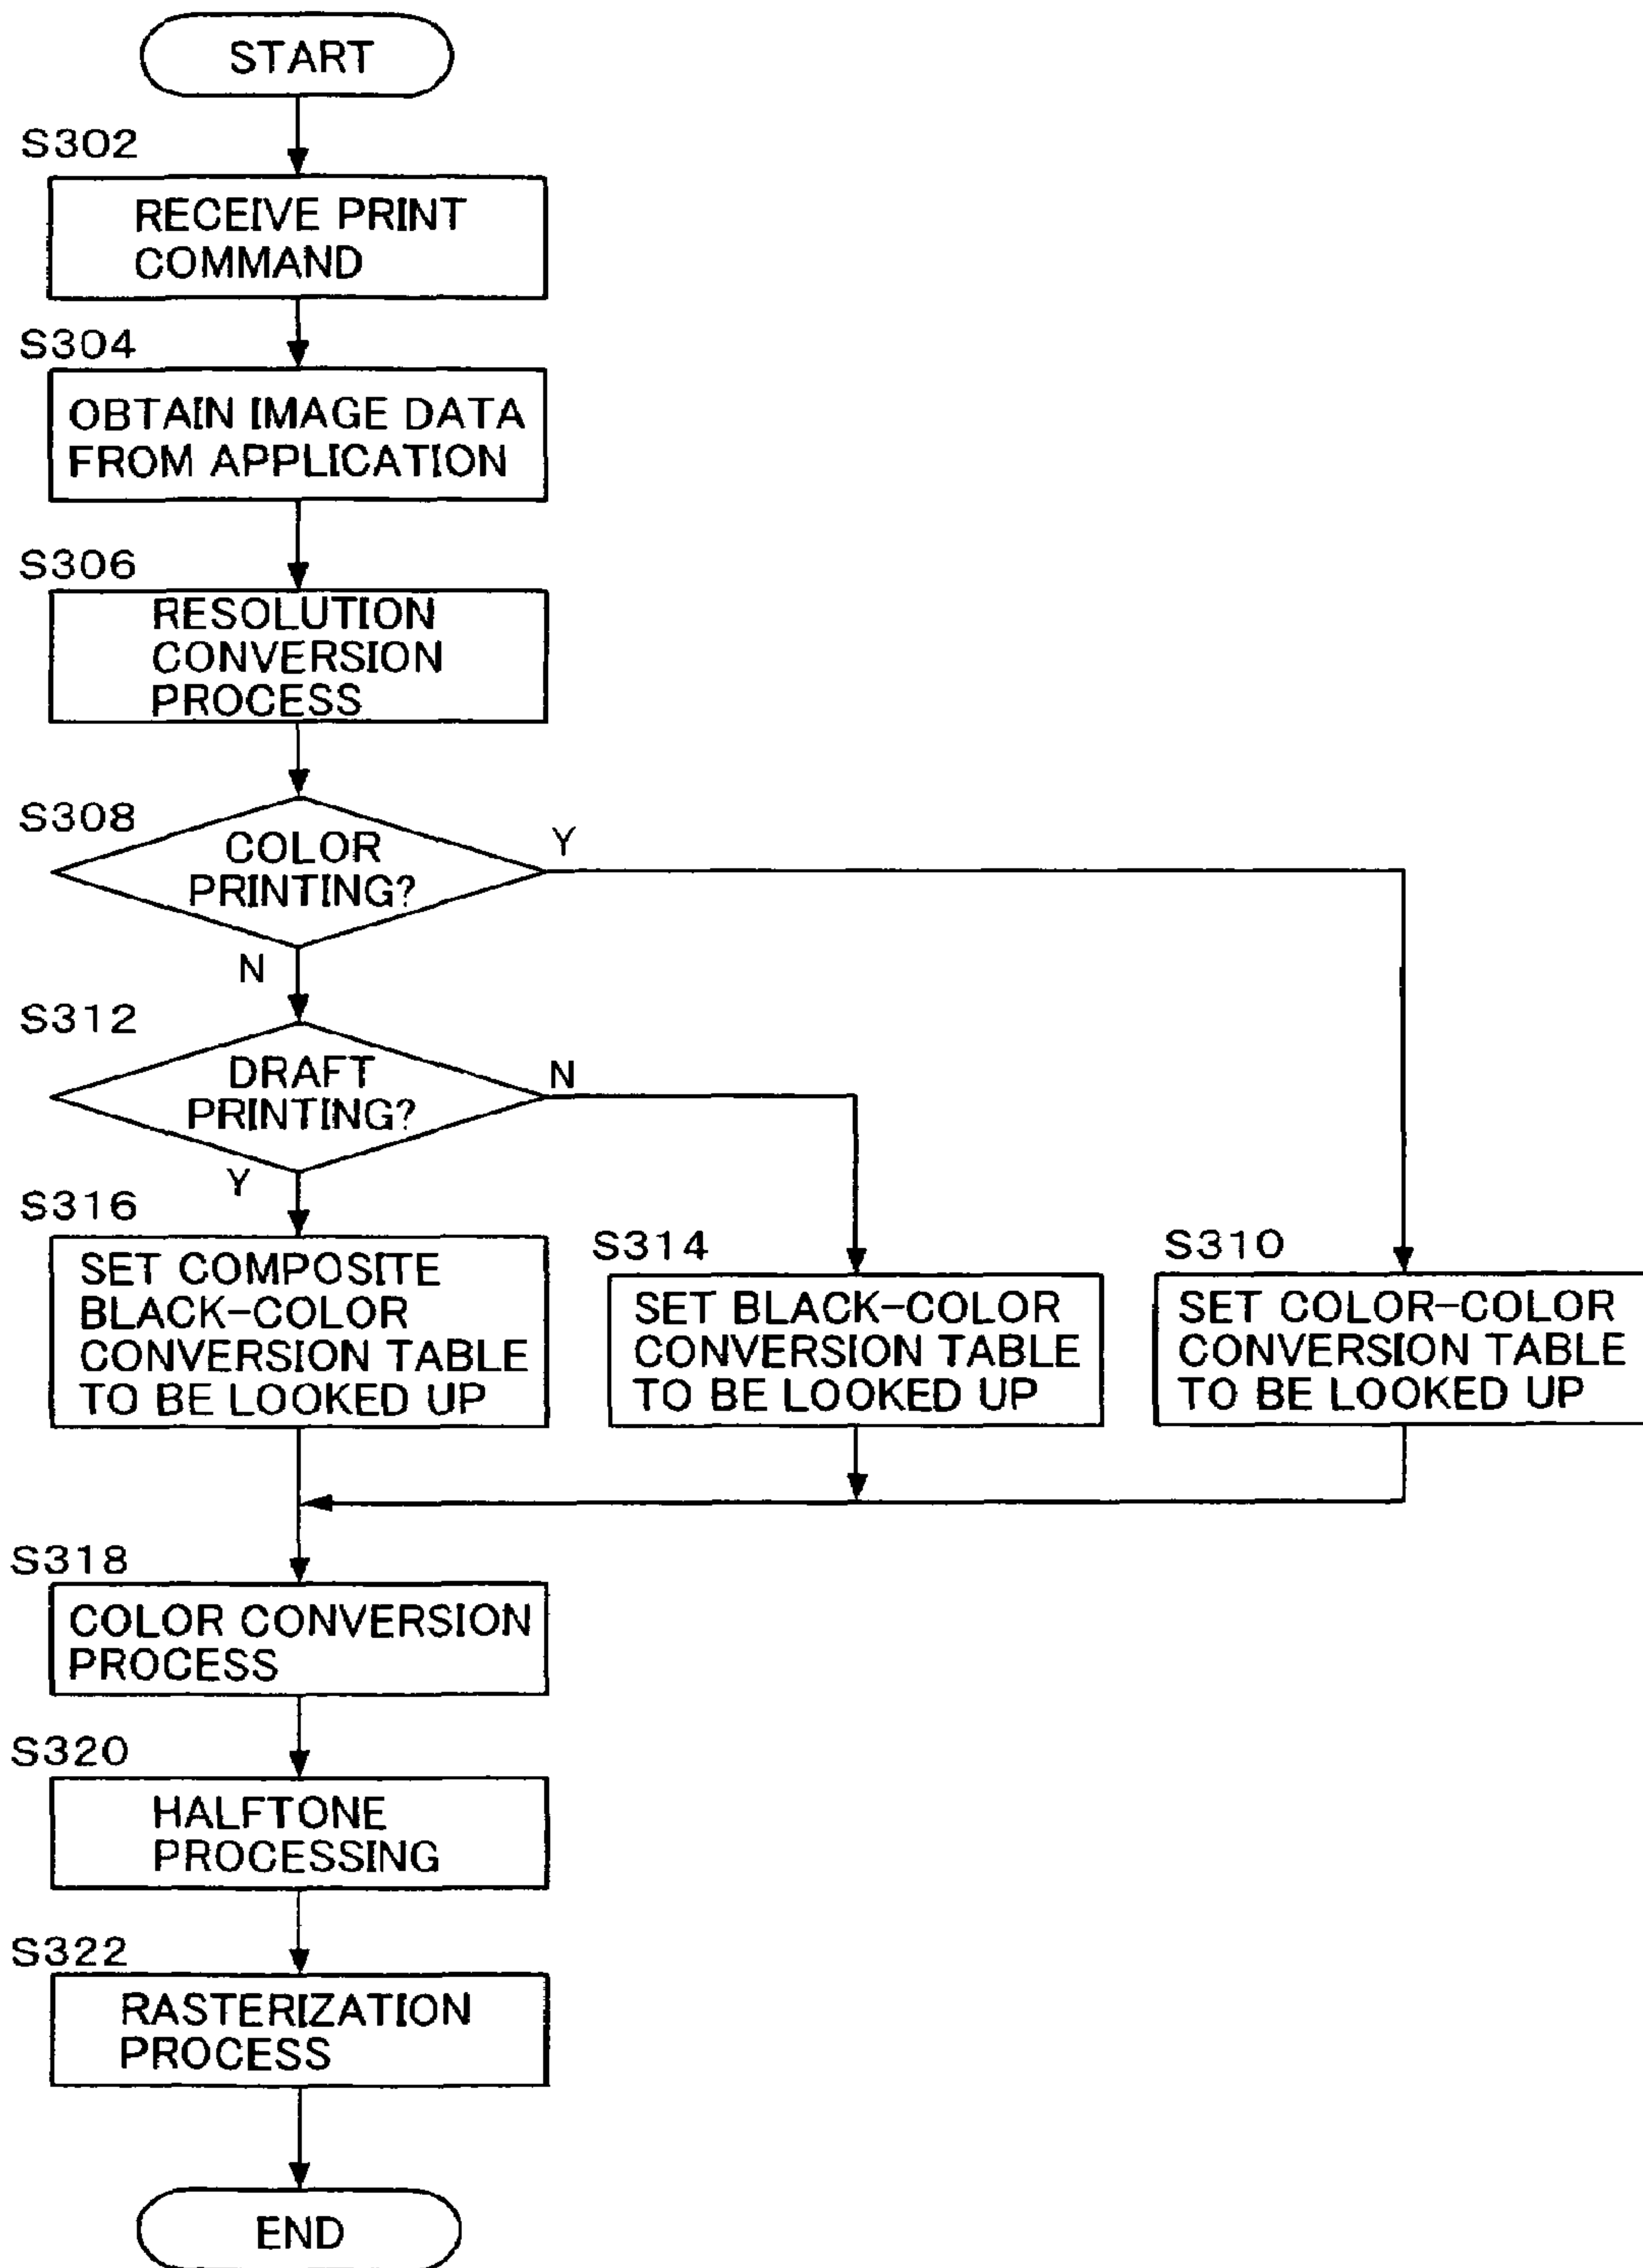 START
S302
RECEIVE PRINT
COMMAND
S304
OBTAIN IMAGE DATA
FROM APPLICATION
S306
RESOLUTION
CONVERSION
PROCESS
S308
COLOR
PRINTING?
Y
N
S312
DRAFT
PRINTING?
N
Y
S316
SET COMPOSITE
BLACK-COLOR
CONVERSION TABLE
TO BE LOOKED UP
S314
SET BLACK-COLOR
CONVERSION TABLE
TO BE LOOKED UP
S310
SET COLOR-COLOR
CONVERSION TABLE
TO BE LOOKED UP
S318
COLOR CONVERSION
PROCESS
S320
HALFTONE
PROCESSING
S322
RASTERIZATION
PROCESS
END